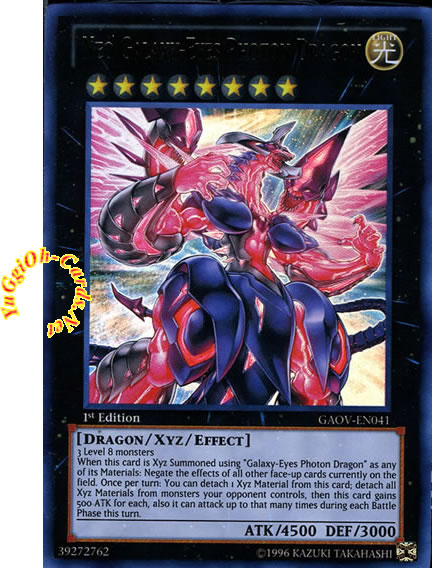 Neo Galaxy-Eyes Photon Dragon
LIGHT
光
YuGgiOh-Cards.Net
1st Edition
GAOV-EN041
[DRAGON/XYZ/EFFECT]
3 Level 8 monsters
When this card is Xyz Summoned using "Galaxy-Eyes Photon Dragon" as any
of its Materials: Negate the effects of all other face-up cards currently on the
field. Once per turn: You can detach 1 Xyz Material from this card; detach all
Xyz Materials from monsters your opponent controls, then this card gains
500 ATK for each, also it can attack up to that many times during each Battle
Phase this turn.
ATK/4500 DEF/3000
39272762
©1996 KAZUKI TAKAHASHI